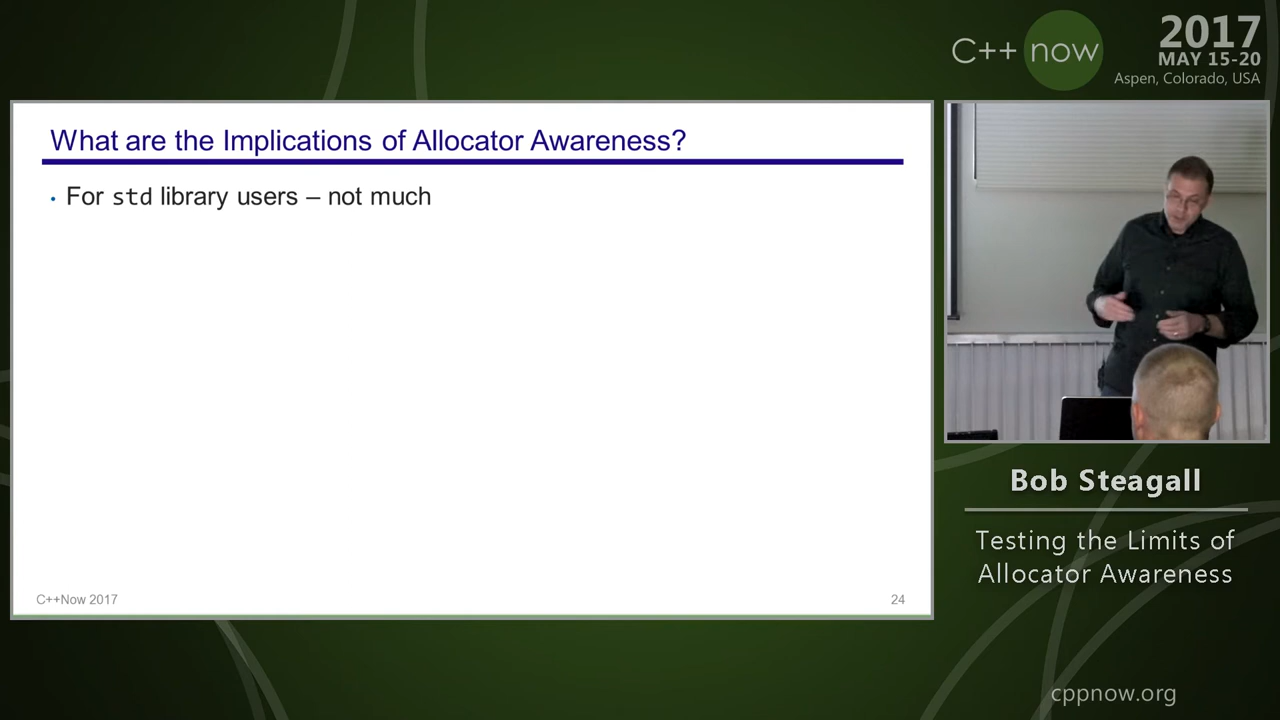 C++ now
2017
MAY 15-20
Aspen, Colorado, USA
What are the Implications of Allocator Awareness?
• For std library users – not much
C++Now 2017
24
Bob Steagall
Testing the Limits of
Allocator Awareness
cppnow.org